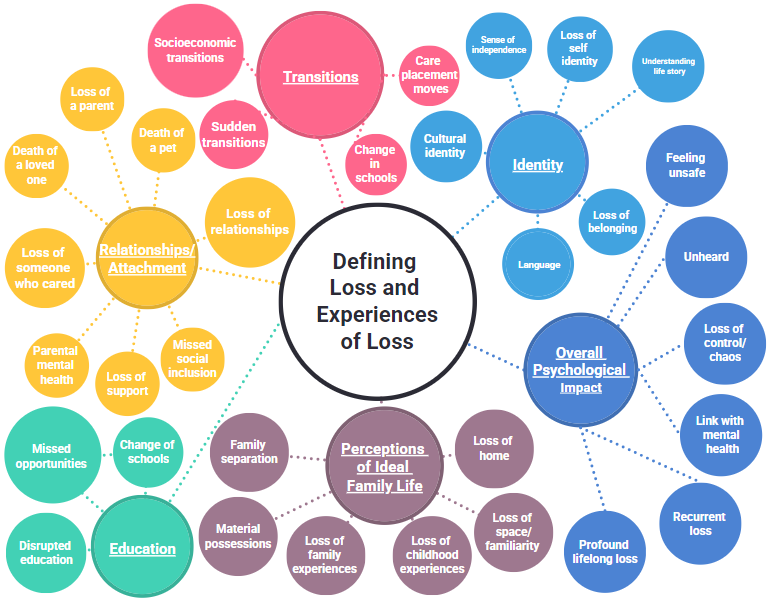 Socioeconomic
transitions
Transitions
Care
placement
moves
Sudden
transitions
Change
in
schools
Sense of
independence
Loss of
self
identity
Understanding
life story
Cultural
identity
Identity
Loss of
belonging
Language
Loss of
a parent
Death of
a pet
Death of
a loved
one
Loss of
relationships
Relationships/
Attachment
Loss of
someone
who cared
Parental
mental
health
Loss of
support
Missed
social
inclusion
Defining
Loss and
Experiences
of Loss
Feeling
unsafe
Unheard
Loss of
control/
chaos
Overall
Psychological
Impact
Link with
mental
health
Recurrent
loss
Profound
lifelong loss
Missed
opportunities
Change of
schools
Disrupted
education
Education
Family
separation
Perceptions
of Ideal
Family Life
Loss of
home
Material
possessions
Loss of
family
experiences
Loss of
childhood
experiences
Loss of
space/
familiarity